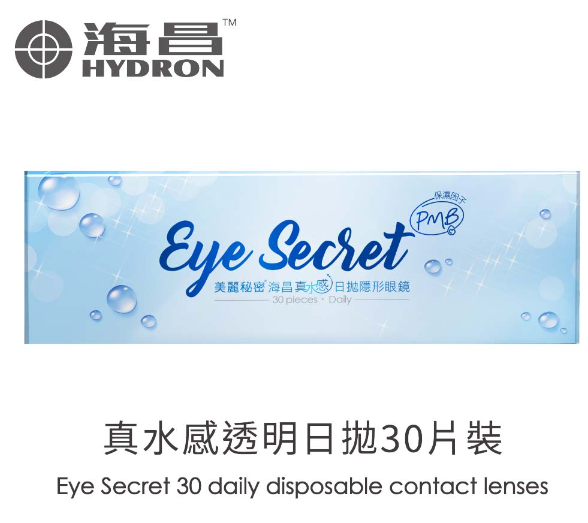 海昌™
HYDRON
保濕因子
PMB
Eye Secret
美麗秘密 海昌真水感日拋隱形眼鏡
30 pieces・Daily
真水感透明日拋30片裝
Eye Secret 30 daily disposable contact lenses